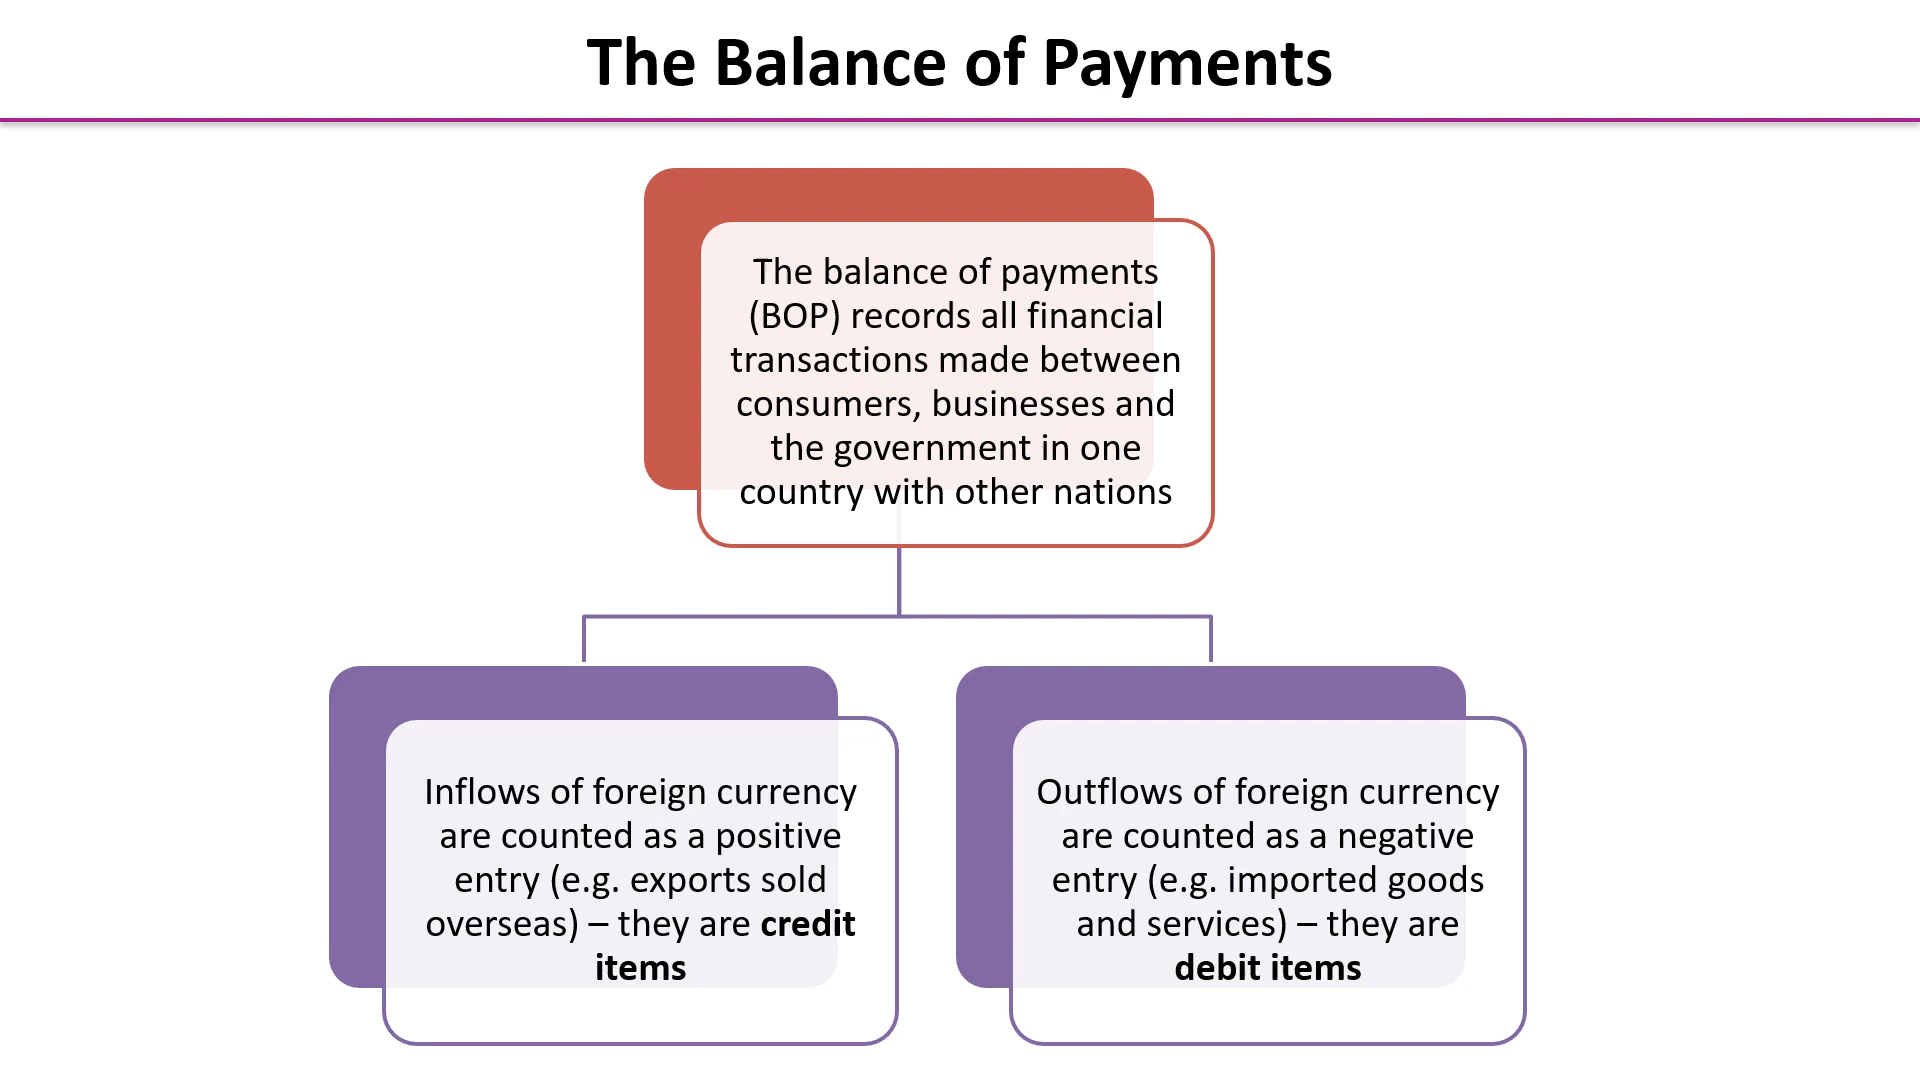 The Balance of Payments
The balance of payments
(BOP) records all financial
transactions made between
consumers, businesses and
the government in one
country with other nations
Inflows of foreign currency
are counted as a positive
entry (e.g. exports sold
overseas) – they are credit
items
Outflows of foreign currency
are counted as a negative
entry (e.g. imported goods
and services) – they are
debit items